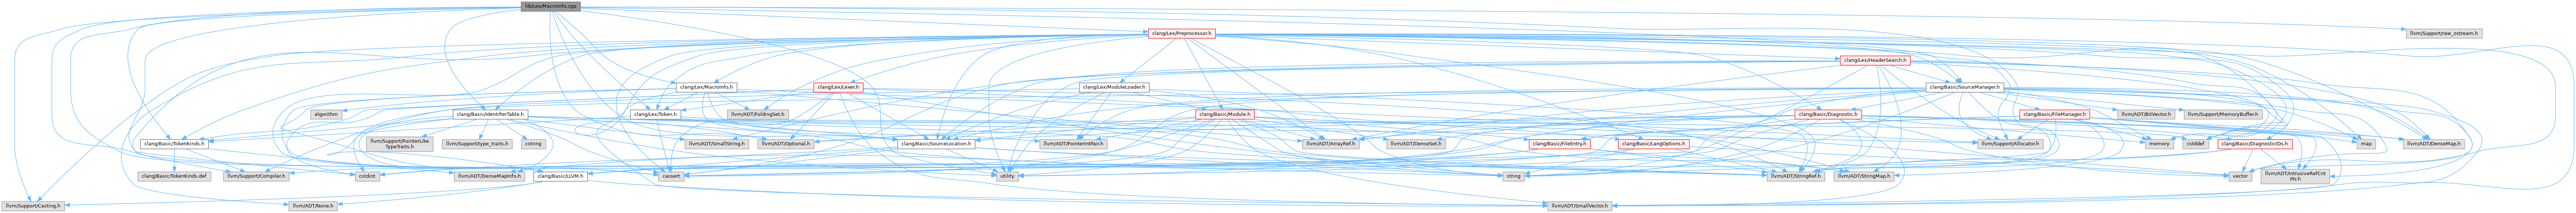 lib/Lex/MacroInfo.cpp
clang/Lex/Preprocessor.h
llvm/Support/raw_ostream.h
clang/Lex/HeaderSearch.h
clang/Lex/MacroInfo.h
clang/Lex/Lexer.h
clang/Lex/ModuleLoader.h
clang/Basic/SourceManager.h
algorithm
clang/Basic/IdentifierTable.h
clang/Lex/Token.h
llvm/ADT/FoldingSet.h
clang/Basic/Module.h
clang/Basic/Diagnostic.h
clang/Basic/FileManager.h
llvm/ADT/BitVector.h
llvm/Support/MemoryBuffer.h
clang/Basic/TokenKinds.h
llvm/Support/PointerLike
TypeTraits.h
llvm/Support/type_traits.h
cstring
llvm/ADT/SmallString.h
llvm/ADT/Optional.h
clang/Basic/SourceLocation.h
llvm/ADT/PointerIntPair.h
llvm/ADT/ArrayRef.h
llvm/ADT/DenseSet.h
clang/Basic/FileEntry.h
clang/Basic/LangOptions.h
llvm/Support/Allocator.h
memory
cstddef
clang/Basic/DiagnosticIDs.h
map
llvm/ADT/DenseMap.h
clang/Basic/TokenKinds.def
llvm/Support/Compiler.h
cstdint
llvm/ADT/DenseMapInfo.h
clang/Basic/LLVM.h
cassert
utility
string
llvm/ADT/StringRef.h
llvm/ADT/StringMap.h
vector
llvm/ADT/IntrusiveRefCnt
Ptr.h
llvm/Support/Casting.h
llvm/ADT/None.h
llvm/ADT/SmallVector.h